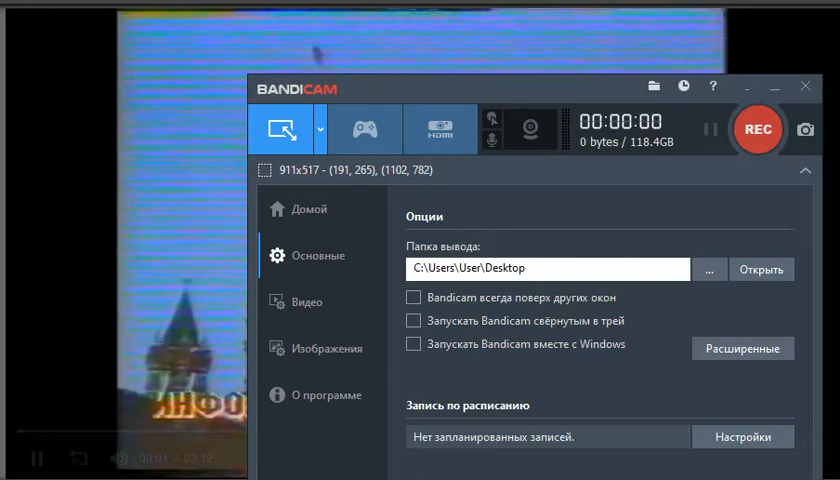 BANDICAM
?
HDMI
00:00:00
0 bytes / 118.4GB
REC
911x517 - (191, 265), (1102, 782)
Домой
Основные
Видео
Изображения
О программе
Опции
Папка вывода:
C:\Users\User\Desktop
...
Открыть
Bandicam всегда поверх других окон
Запускать Bandicam свёрнутым в трей
Запускать Bandicam вместе с Windows
Расширенные
Запись по расписанию
Нет запланированных записей.
Настройки
ИНФО
00:01 / 03:12